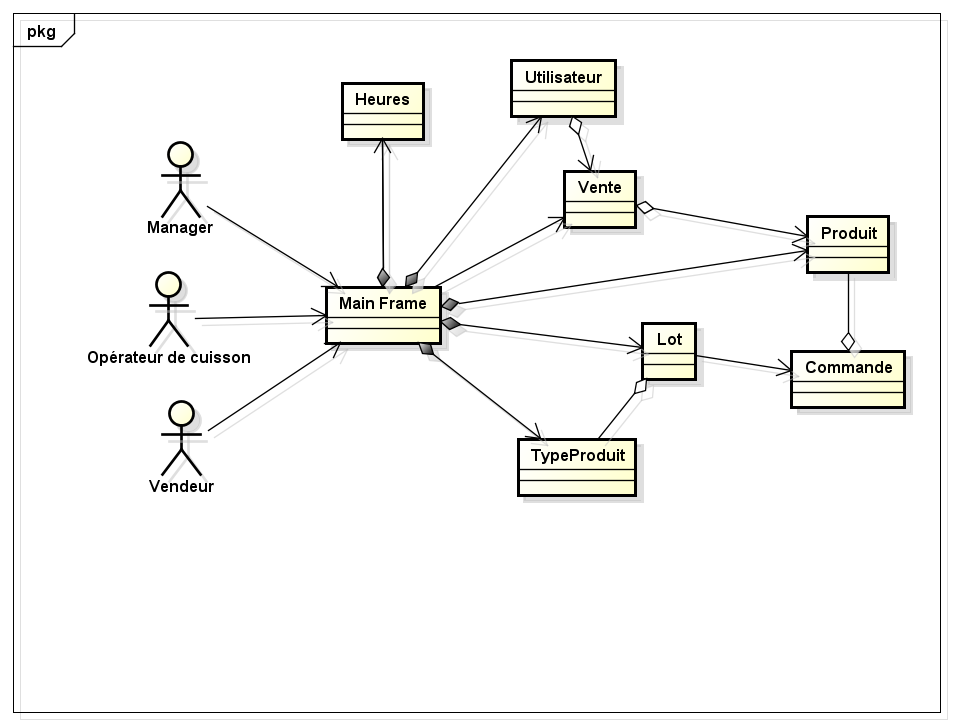 pkg
Utilisateur
Heures
Vente
Manager
Produit
Main Frame
Opérateur de cuisson
Lot
Commande
TypeProduit
Vendeur